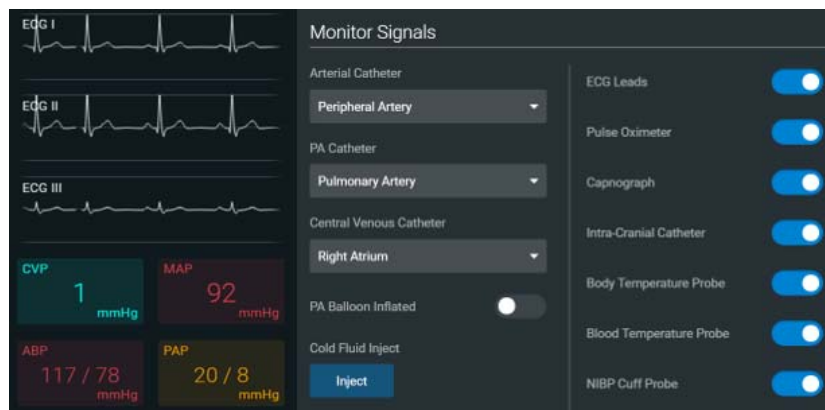 ECG I
ECG II
ECG III
CVP
1
mmHg
MAP
92
mmHg
ABP
117 / 78
mmHg
PAP
20 / 8
mmHg
Monitor Signals
Arterial Catheter
Peripheral Artery
PA Catheter
Pulmonary Artery
Central Venous Catheter
Right Atrium
PA Balloon Inflated
Cold Fluid Inject
Inject
ECG Leads
Pulse Oximeter
Capnograph
Intra-Cranial Catheter
Body Temperature Probe
Blood Temperature Probe
NIBP Cuff Probe